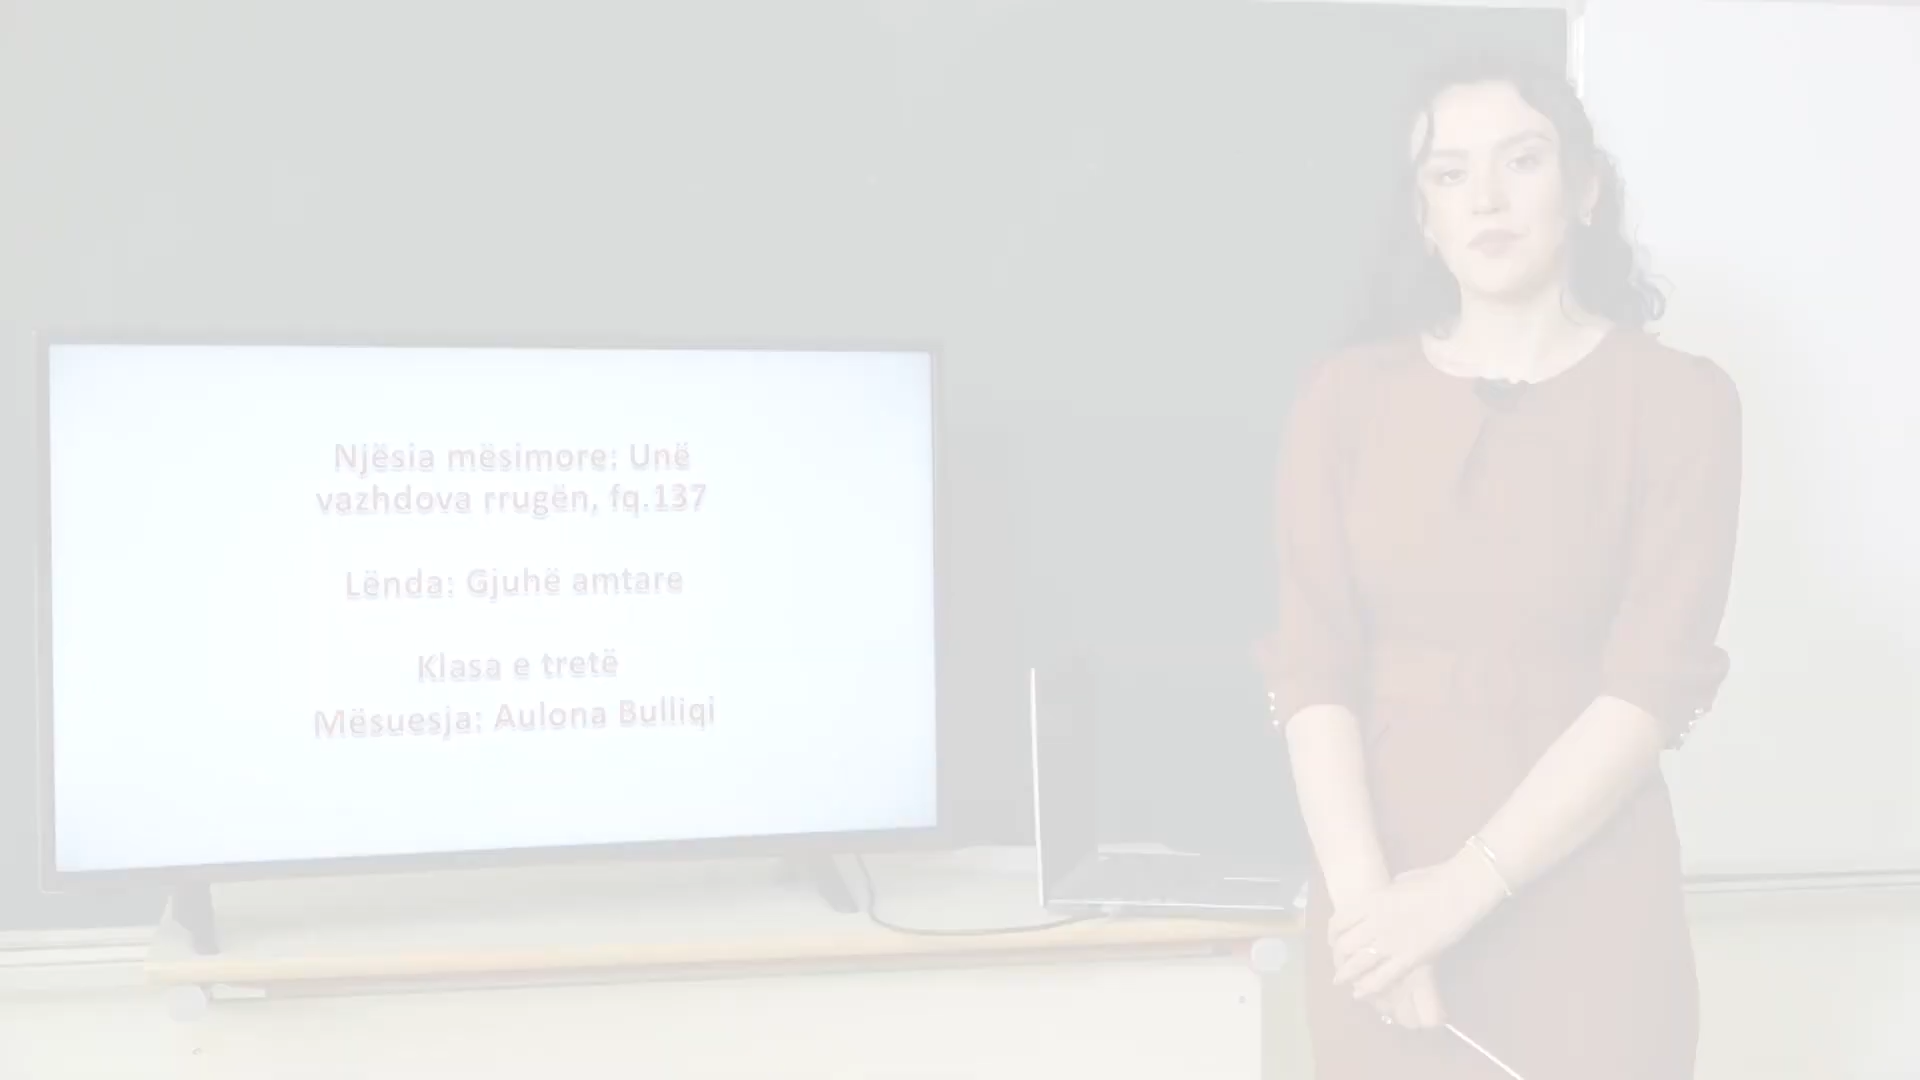 Njësia mësimore: Unë
vazhdova rrugën, fq.137
Lënda: Gjuhë amtare
Klasa e tretë
Mësuesja: Aulona Bulliqi